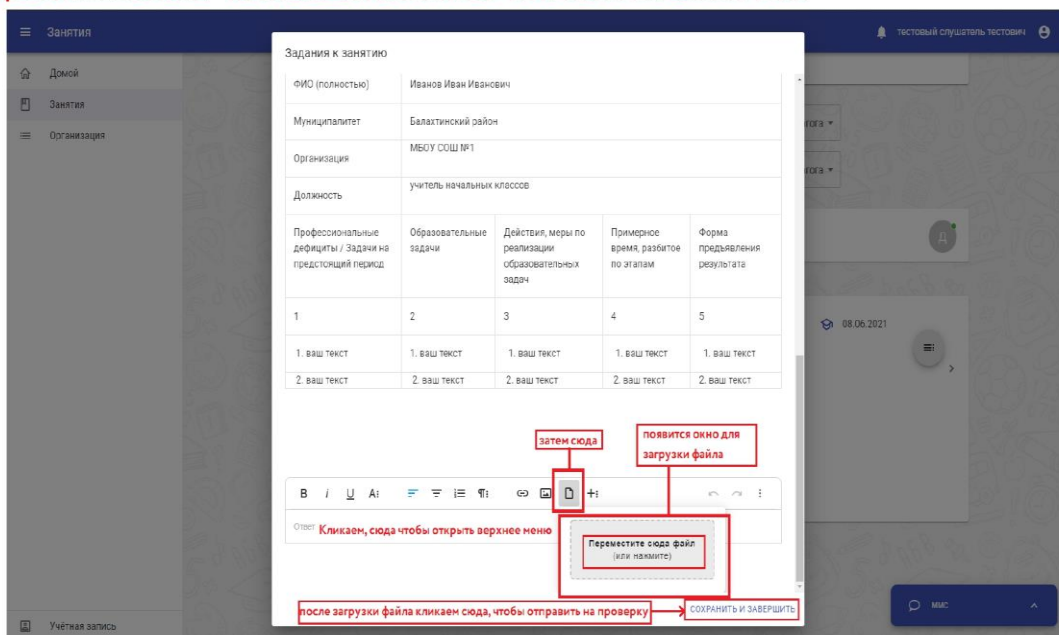 Занятия
тестовый слушатель тестович
Домой
Занятия
Организация
Задания к занятию
ФИО (полностью)
Иванов Иван Иванович
Муниципалитет
Балахтинский район
Организация
МБОУ СОШ №1
Должность
учитель начальных классов
Профессиональные
дефициты / Задачи на
предстоящий период
Образовательные
задачи
Действия, меры по
реализации
образовательных
задач
Примерное
время, разбитое
по этапам
Форма
предъявления
результата
1
2
3
4
5
1. ваш текст
1. ваш текст
1. ваш текст
1. ваш текст
1. ваш текст
2. ваш текст
2. ваш текст
2. ваш текст
2. ваш текст
2. ваш текст
Д
08.06.2021
затем сюда
появится окно для
загрузки файла
Ответ
Кликаем, сюда чтобы открыть верхнее меню
Переместите сюда файл
(или нажмите)
после загрузки файла кликаем сюда, чтобы отправить на проверку
СОХРАНИТЬ И ЗАВЕРШИТЬ
Учётная запись